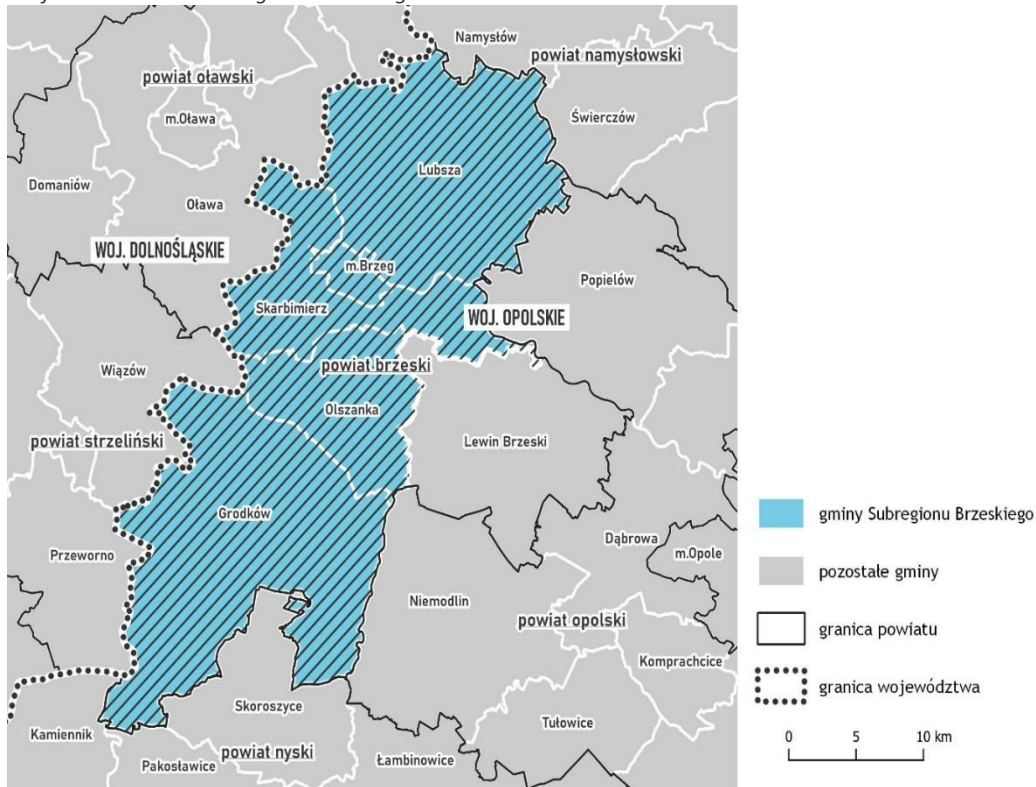 Namysłów
powiat namysłowski
powiat oławski
m.Oława
Świerczów
Lubsza
Domaniów
Oława
WOJ. DOLNOŚLĄSKIE
m.Brzeg
Popielów
Skarbimierz
WOJ. OPOLSKIE
powiat brzeski
Wiązów
Olszanka
powiat strzeliński
Lewin Brzeski
Grodków
Przeworno
Dąbrowa
m.Opole
Niemodlin
powiat opolski
Komprachcice
Skoroszyce
Tułowice
Kamiennik
powiat nyski
Pakosławice
Łambinowice
gminy Subregionu Brzeskiego
pozostałe gminy
granica powiatu
granica województwa
0 5 10 km